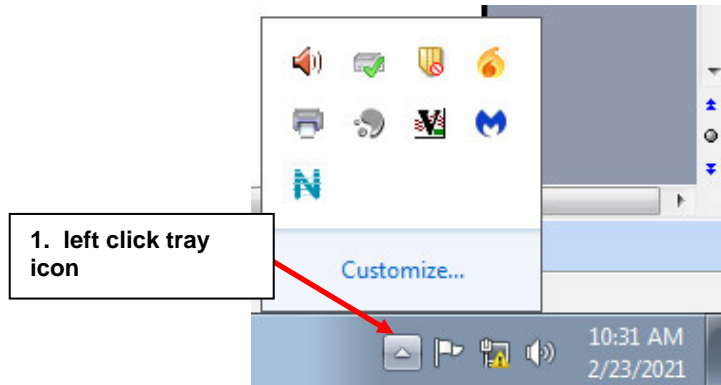 1. left click tray
icon
Customize...
10:31 AM
2/23/2021